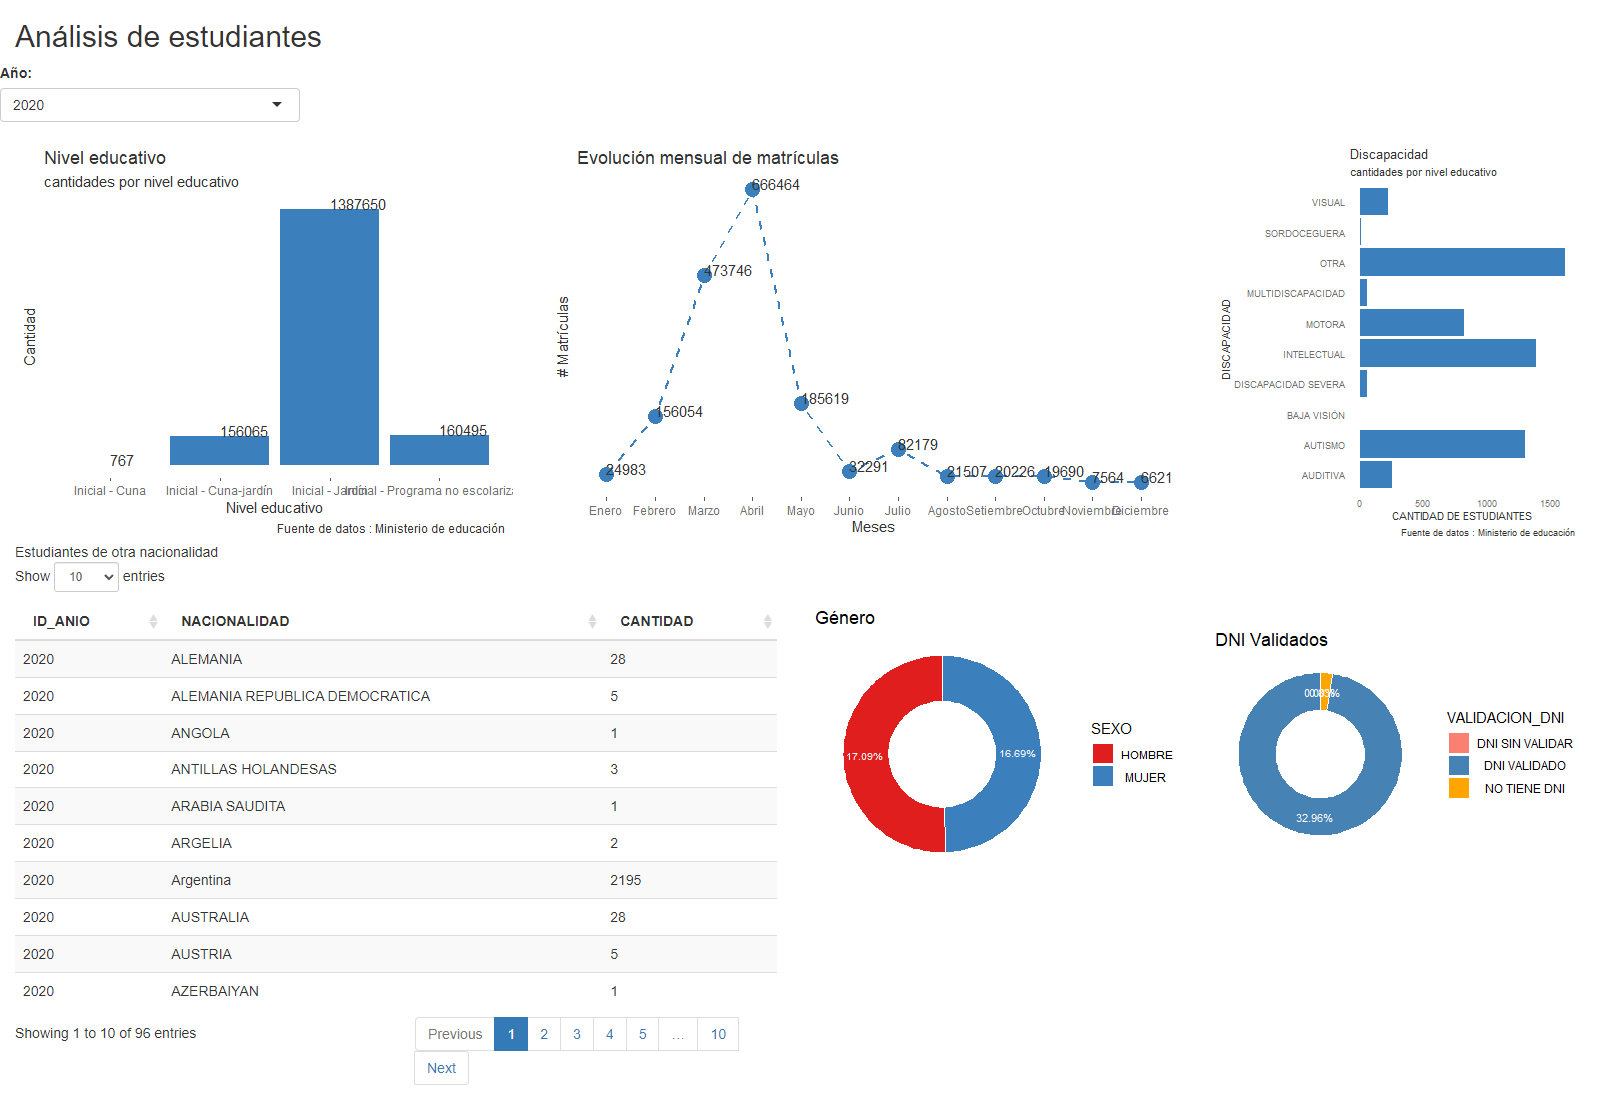 Análisis de estudiantes
Año:
2020
Nivel educativo
cantidades por nivel educativo
Cantidad
767
156065
1387650
160495
Inicial - Cuna
Inicial - Cuna-jardín
Inicial - Jardín
Inicial - Programa no escolariza
Nivel educativo
Fuente de datos : Ministerio de educación
Evolución mensual de matrículas
# Matrículas
24983
156054
473746
666464
185619
32291
82179
21507
20226
19690
7564
6621
Enero
Febrero
Marzo
Abril
Mayo
Junio
Julio
Agosto
Setiembre
Octubre
Noviembre
Diciembre
Meses
Discapacidad
cantidades por nivel educativo
DISCAPACIDAD
VISUAL
SORDOCEGUERA
OTRA
MULTIDISCAPACIDAD
MOTORA
INTELECTUAL
DISCAPACIDAD SEVERA
BAJA VISIÓN
AUTISMO
AUDITIVA
0 500 1000 1500
CANTIDAD DE ESTUDIANTES
Fuente de datos : Ministerio de educación
Estudiantes de otra nacionalidad
Show 10 entries
ID_ANIO NACIONALIDAD CANTIDAD
2020 ALEMANIA 28
2020 ALEMANIA REPUBLICA DEMOCRATICA 5
2020 ANGOLA 1
2020 ANTILLAS HOLANDESAS 3
2020 ARABIA SAUDITA 1
2020 ARGELIA 2
2020 Argentina 2195
2020 AUSTRALIA 28
2020 AUSTRIA 5
2020 AZERBAIYAN 1
Showing 1 to 10 of 96 entries
Previous 1 2 3 4 5 … 10
Next
Género
17.09%
16.69%
SEXO
HOMBRE
MUJER
DNI Validados
32.96%
VALIDACION_DNI
DNI SIN VALIDAR
DNI VALIDADO
NO TIENE DNI